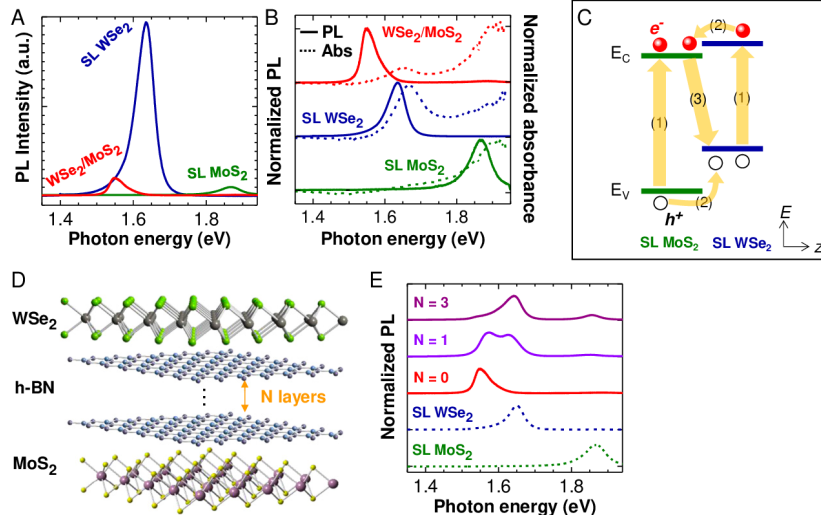 A
PL Intensity (a.u.)
SL WSe₂
WSe₂/MoS₂
SL MoS₂
1.4 1.6 1.8
Photon energy (eV)
B
Normalized PL
PL
Abs
WSe₂/MoS₂
SL WSe₂
SL MoS₂
1.4 1.6 1.8
Photon energy (eV)
Normalized absorbance
C
e⁻
(2)
E_C
(3)
(1)
(1)
E_V
h⁺
(2)
SL MoS₂ SL WSe₂
E
z
D
WSe₂
h-BN
N layers
MoS₂
E
Normalized PL
N = 3
N = 1
N = 0
SL WSe₂
SL MoS₂
1.4 1.6 1.8
Photon energy (eV)